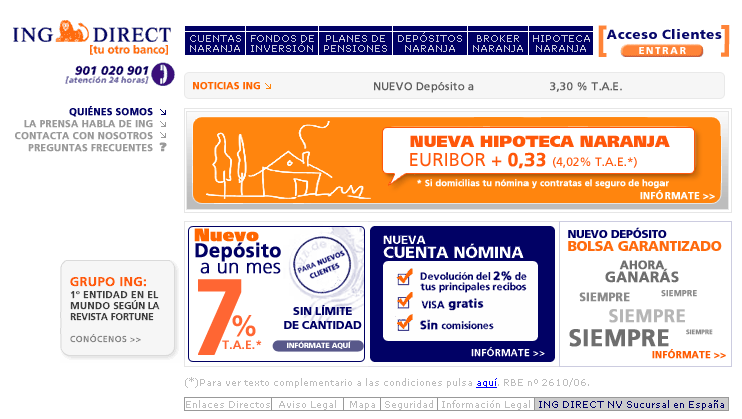 ING DIRECT
[tu otro banco]
901 020 901
[atención 24 horas]
CUENTAS NARANJA
FONDOS DE INVERSIÓN
PLANES DE PENSIONES
DEPÓSITOS NARANJA
BROKER NARANJA
HIPOTECA NARANJA
Acceso Clientes
ENTRAR
NOTICIAS ING
NUEVO Depósito a
3,30 % T.A.E.
QUIÉNES SOMOS
LA PRENSA HABLA DE ING
CONTACTA CON NOSOTROS
PREGUNTAS FRECUENTES ?
NUEVA HIPOTECA NARANJA
EURIBOR + 0,33 (4,02% T.A.E.*)
* Si domicilias tu nómina y contratas el seguro de hogar
INFÓRMATE >>
GRUPO ING:
1º ENTIDAD EN EL
MUNDO SEGÚN LA
REVISTA FORTUNE
CONÓCENOS >>
Nuevo
Depósito
a un mes
PARA NUEVOS
CLIENTES
7%
T.A.E.*
SIN LÍMITE
DE CANTIDAD
INFÓRMATE AQUÍ
NUEVA
CUENTA NÓMINA
Devolución del 2% de
tus principales recibos
VISA gratis
Sin comisiones
INFÓRMATE >>
NUEVO DEPÓSITO
BOLSA GARANTIZADO
AHORA
GANARÁS
SIEMPRE
SIEMPRE
SIEMPRE
SIEMPRE
SIEMPRE
INFÓRMATE >>
(*)Para ver texto complementario a las condiciones pulsa aquí. RBE nº 2610/06.
Enlaces Directos
Aviso Legal
Mapa
Seguridad
Información Legal
ING DIRECT NV Sucursal en España